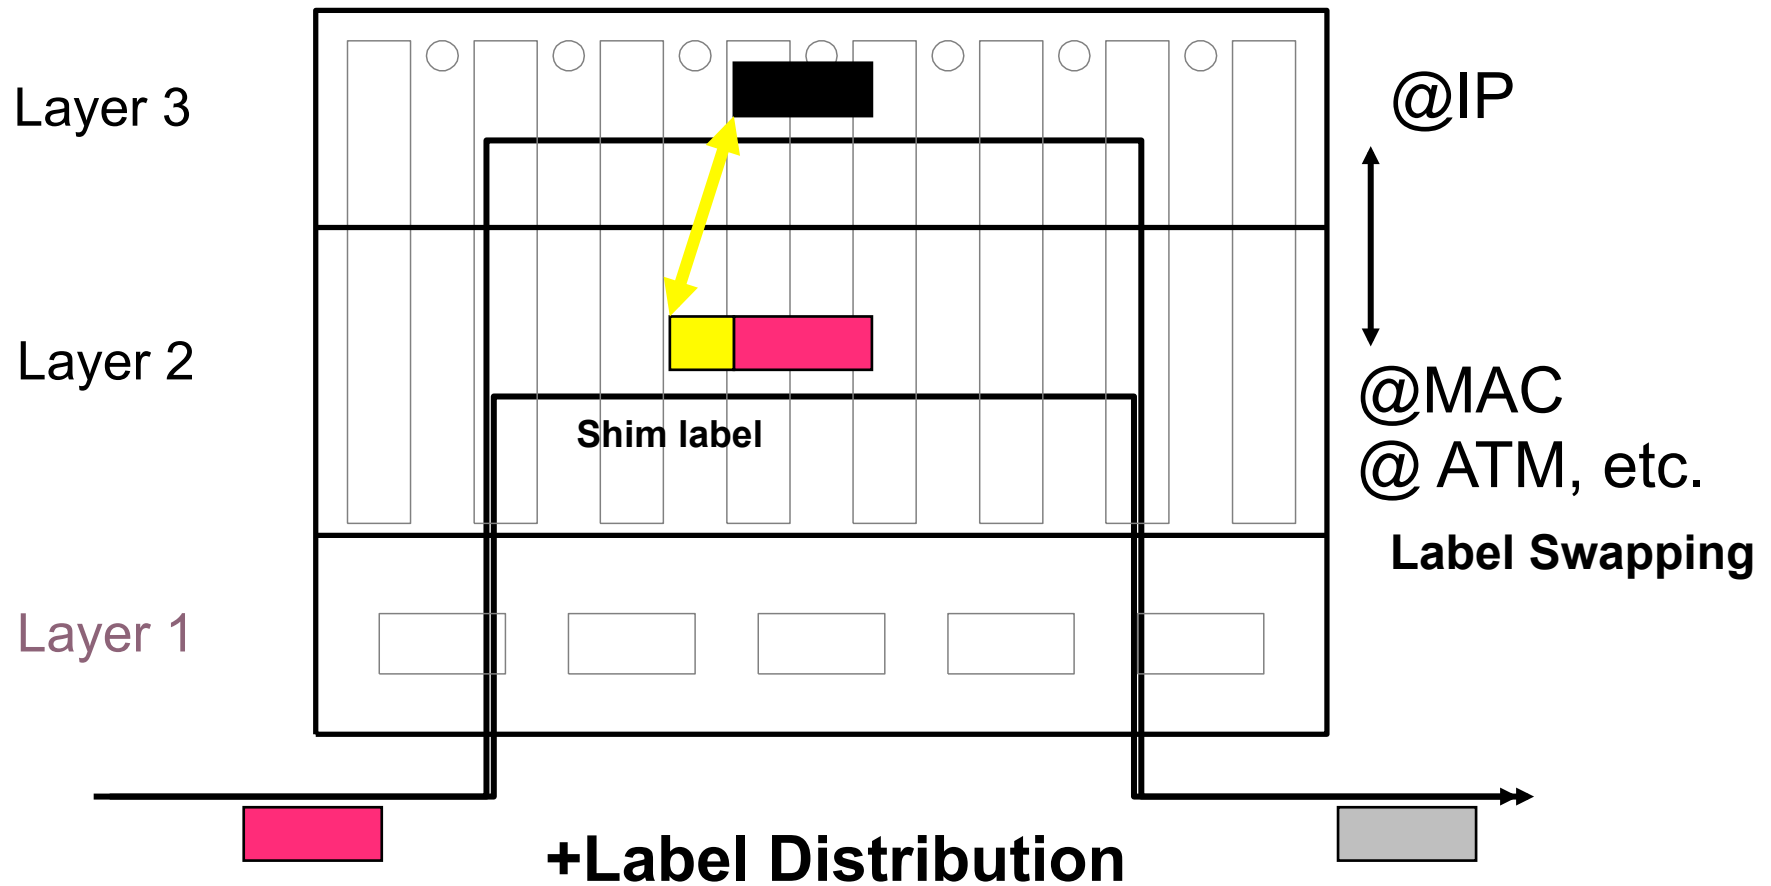 Layer 3
@IP
Layer 2
@MAC
Shim label
@ ATM, etc.
Label Swapping
Layer 1
+Label Distribution